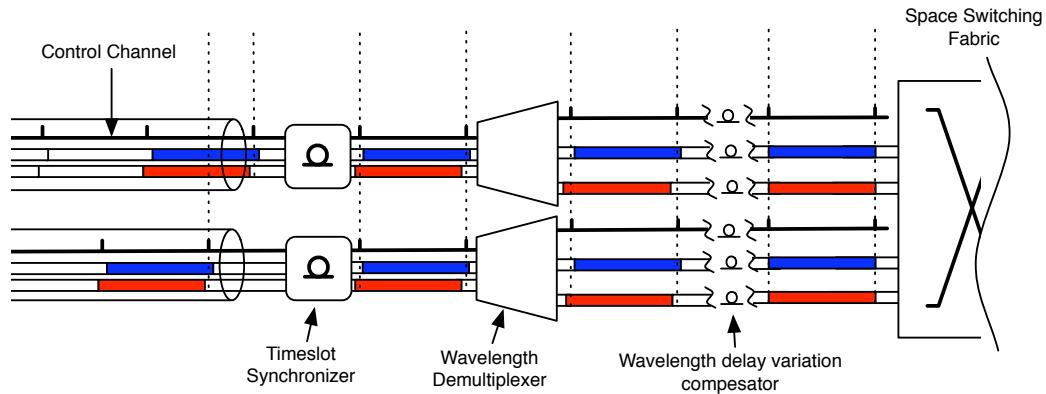 Space Switching
Fabric
Control Channel
Timeslot
Synchronizer
Wavelength
Demultiplexer
Wavelength delay variation
compesator